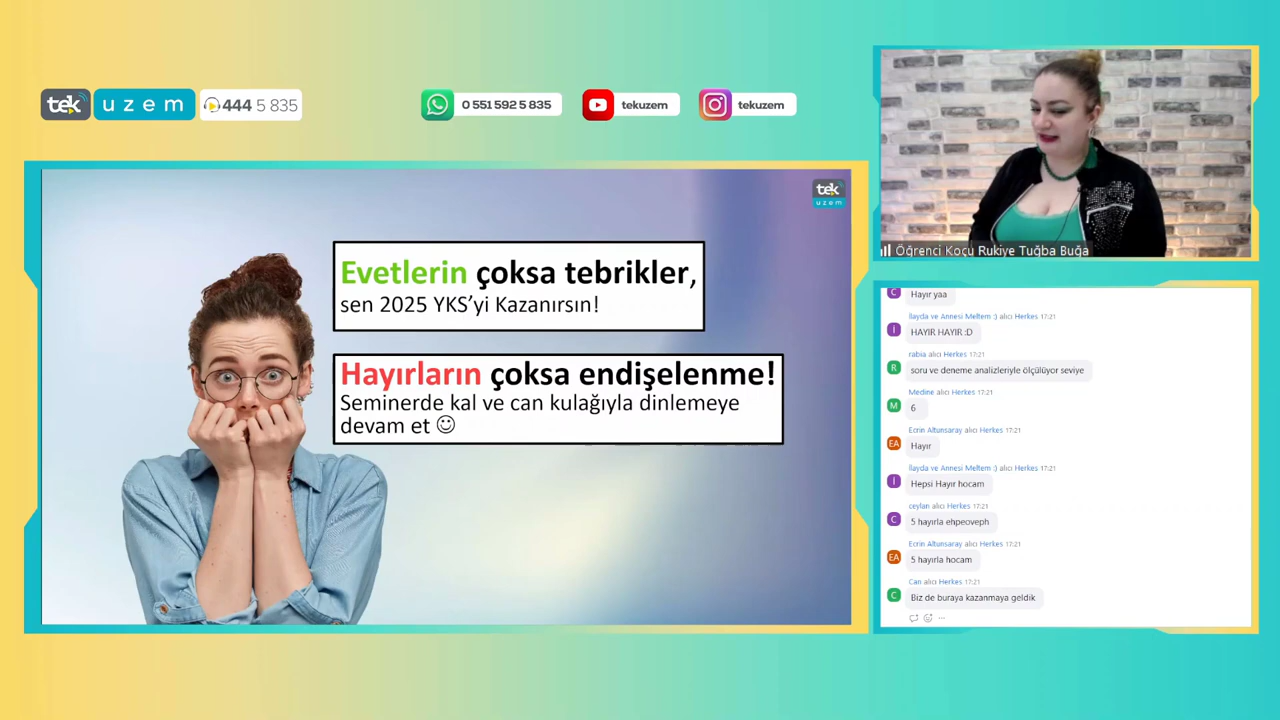 tek uzem 444 5 835
0 551 592 5 835
tekuzem
tekuzem
tek
uzem
Evetlerin çoksa tebrikler,
sen 2025 YKS’yi Kazanırsın!
Hayırların çoksa endişelenme!
Seminerde kal ve can kulağıyla dinlemeye
devam et ☺
Öğrenci Koçu Rukiye Tuğba Buğa
C
Hayır yaa
İlayda ve Annesi Meltem :) alıcı Herkes 17:21
İ
HAYIR HAYIR :D
rabia alıcı Herkes 17:21
R
soru ve deneme analizleriyle ölçülüyor seviye
Medine alıcı Herkes 17:21
M
6
Ecrin Altunsaray alıcı Herkes 17:21
EA
Hayır
İlayda ve Annesi Meltem :) alıcı Herkes 17:21
İ
Hepsi Hayır hocam
ceylan alıcı Herkes 17:21
C
5 hayırla ehpeoveph
Ecrin Altunsaray alıcı Herkes 17:21
EA
5 hayırla hocam
Can alıcı Herkes 17:21
C
Biz de buraya kazanmaya geldik